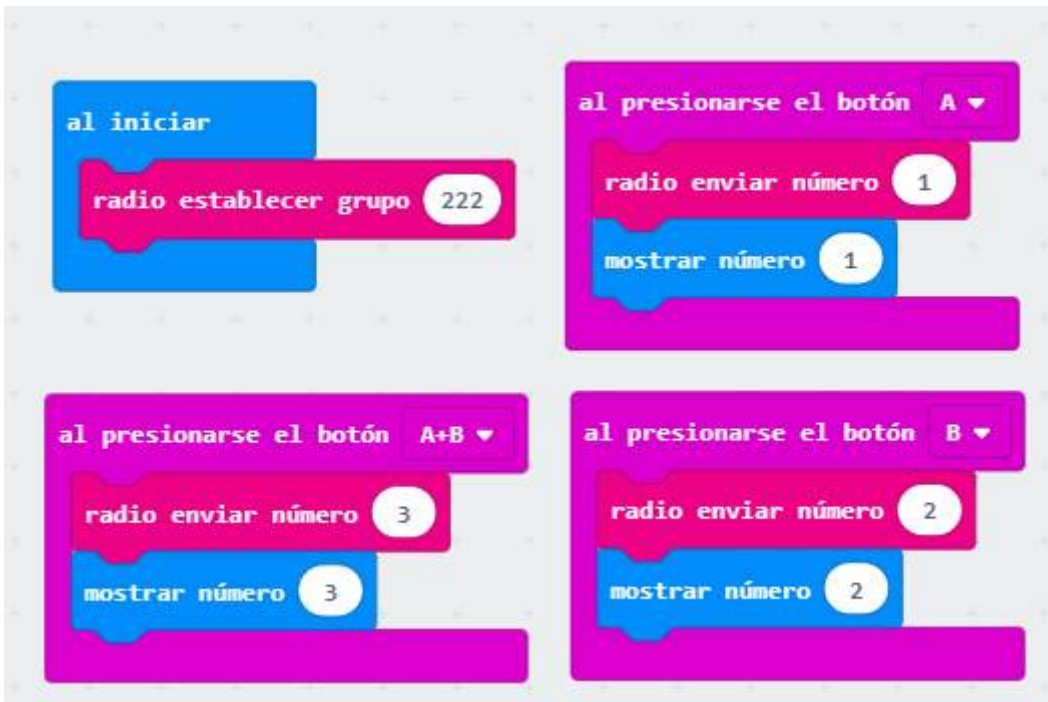 al iniciar
radio establecer grupo 222
al presionarse el botón A
radio enviar número 1
mostrar número 1
al presionarse el botón A+B
radio enviar número 3
mostrar número 3
al presionarse el botón B
radio enviar número 2
mostrar número 2